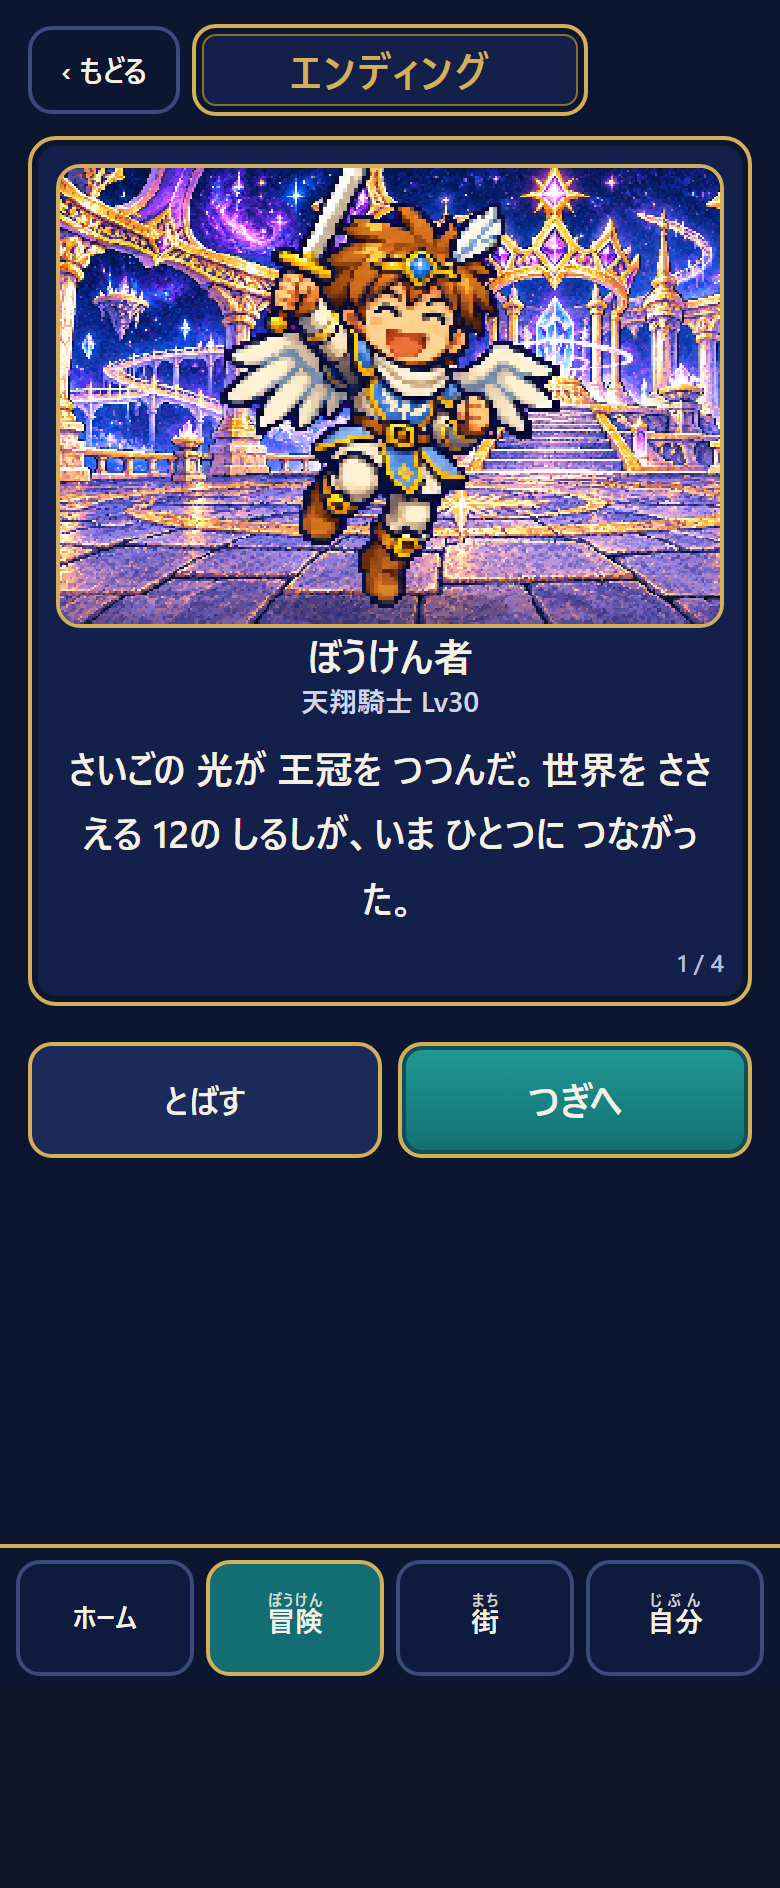 ‹ もどる
エンディング
ぼうけん者
天翔騎士 Lv30
さいごの 光が 王冠を つつんだ。世界を ささ
える 12の しるしが、いま ひとつに つながっ
た。
1 / 4
とばす
つぎへ
ホーム
ぼうけん
冒険
まち
街
じぶん
自分